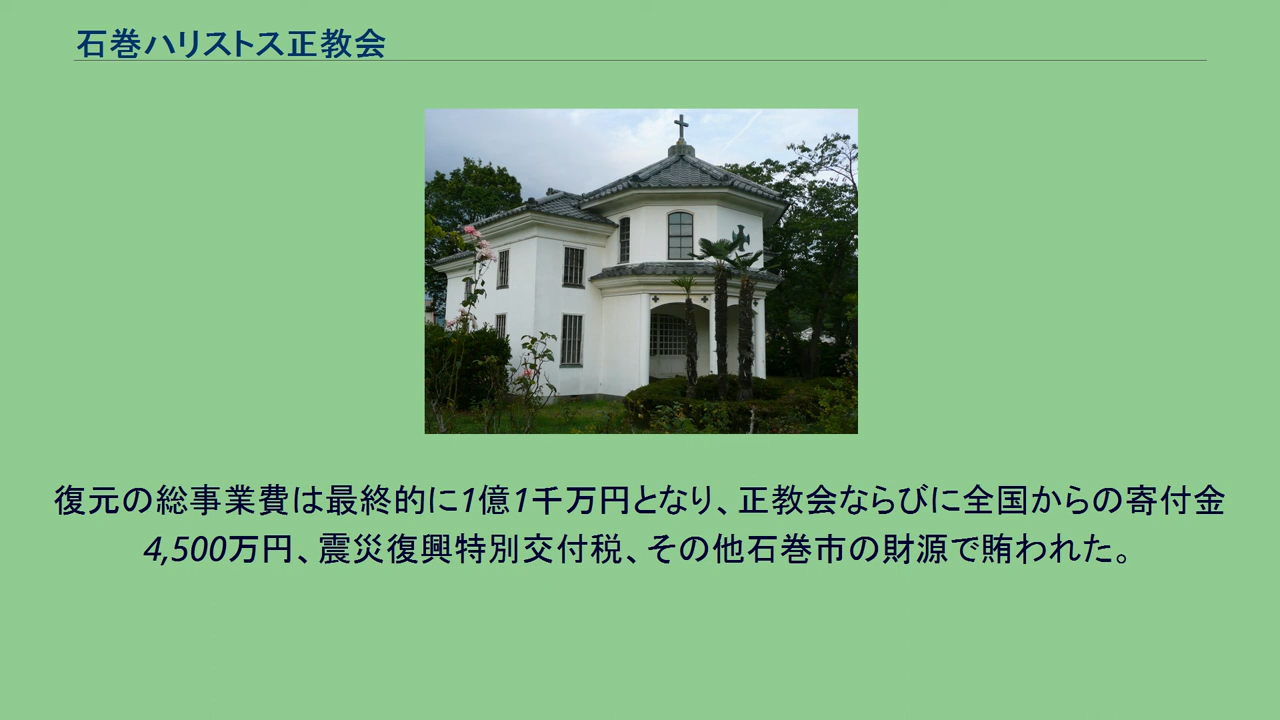 石巻ハリストス正教会
復元の総事業費は最終的に1億1千万円となり、正教会ならびに全国からの寄付金
4,500万円、震災復興特別交付税、その他石巻市の財源で賄われた。